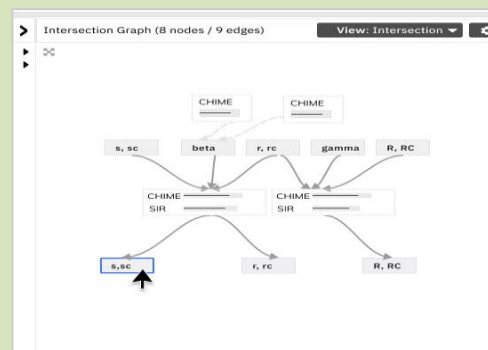 Intersection Graph (8 nodes / 9 edges)
View: Intersection
CHIME
CHIME
s, sc
beta
r, rc
gamma
R, RC
CHIME
SIR
CHIME
SIR
s,sc
r, rc
R, RC